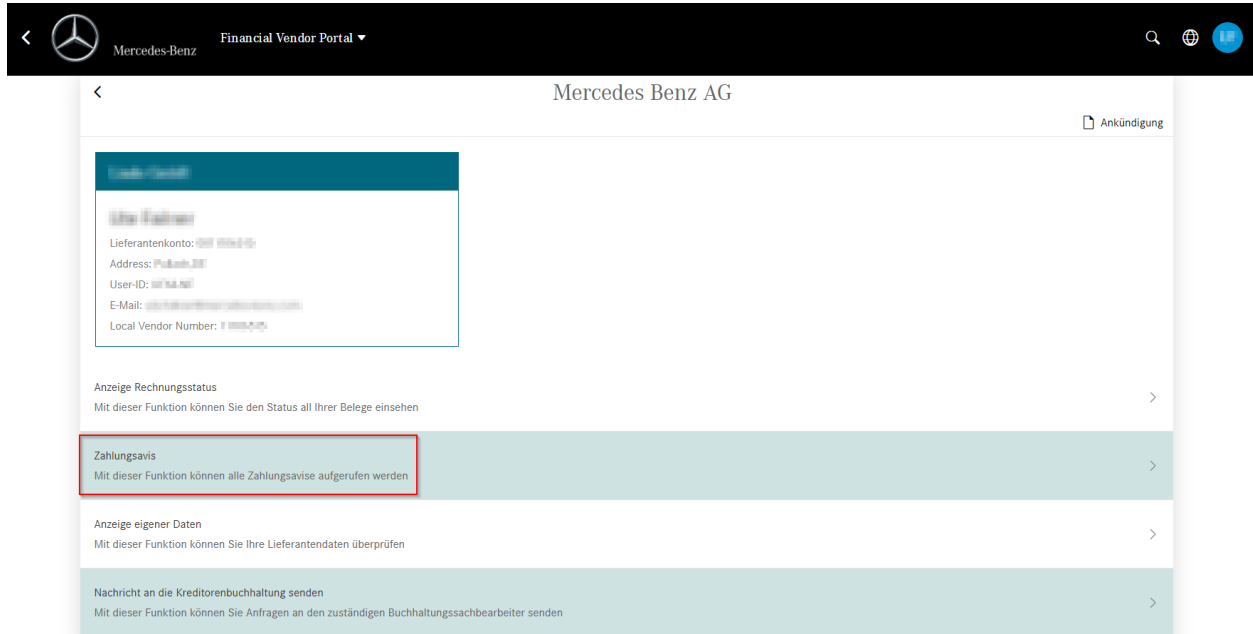 Mercedes-Benz
Financial Vendor Portal
Mercedes Benz AG
Ankündigung
Lieferantenkonto:
Address:
User-ID:
E-Mail:
Local Vendor Number:
Anzeige Rechnungsstatus
Mit dieser Funktion können Sie den Status all Ihrer Belege einsehen
Zahlungsavis
Mit dieser Funktion können alle Zahlungsavise aufgerufen werden
Anzeige eigener Daten
Mit dieser Funktion können Sie Ihre Lieferantendaten überprüfen
Nachricht an die Kreditorenbuchhaltung senden
Mit dieser Funktion können Sie Anfragen an den zuständigen Buchhaltungssachbearbeiter senden